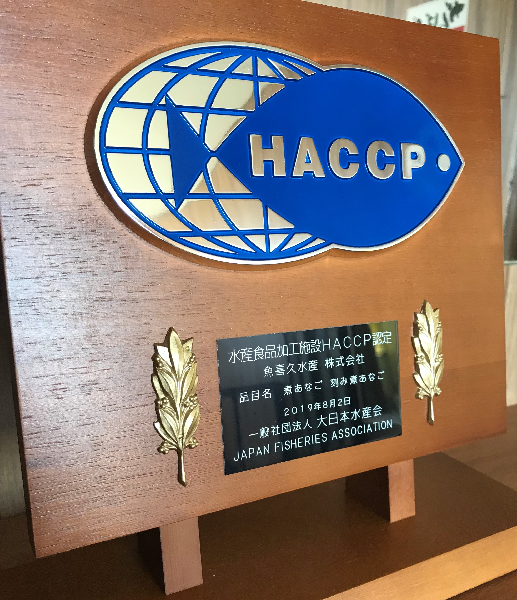 HACCP
水産食品加工施設HACCP認定
魚喜久水産 株式会社
品目名 煮あなご 刻み煮あなご
2019年8月2日
一般社団法人 大日本水産会
JAPAN FISHERIES ASSOCIATION